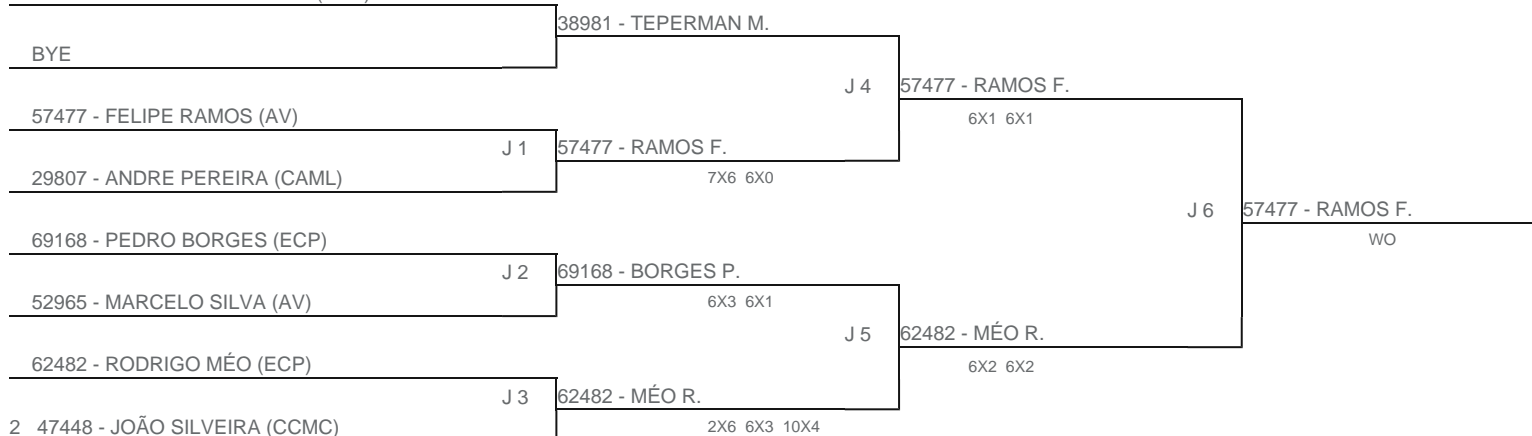 38981 - TEPERMAN M.
BYE
J 4
57477 - RAMOS F.
57477 - FELIPE RAMOS (AV)
6X1 6X1
J 1
57477 - RAMOS F.
29807 - ANDRE PEREIRA (CAML)
7X6 6X0
J 6
57477 - RAMOS F.
69168 - PEDRO BORGES (ECP)
WO
J 2
69168 - BORGES P.
52965 - MARCELO SILVA (AV)
6X3 6X1
J 5
62482 - MÉO R.
62482 - RODRIGO MÉO (ECP)
6X2 6X2
J 3
62482 - MÉO R.
2 47448 - JOÃO SILVEIRA (CCMC)
2X6 6X3 10X4